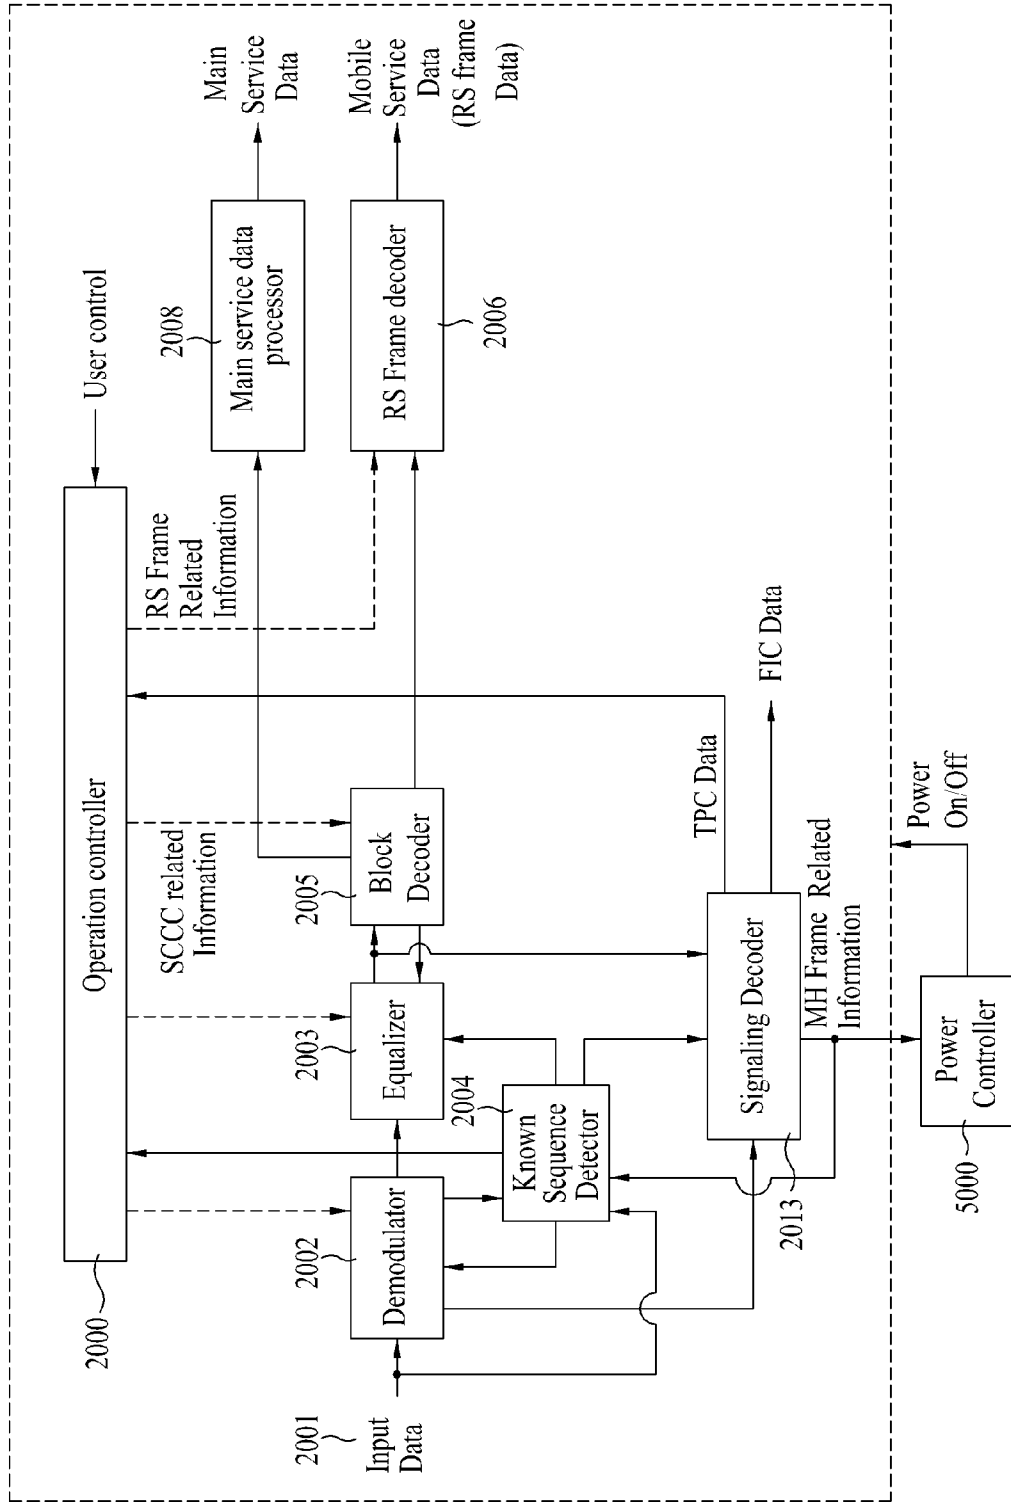 User control
Operation controller
2000
RS Frame
Related
Information
SCCC related
Information
2008
Main service data
processor
Main
Service
Data
2001
Input
Data
2002
Demodulator
2003
Equalizer
2005
Block
Decoder
RS Frame decoder
2006
Mobile
Service
Data
(RS frame
Data)
2004
Known
Sequence
Detector
TPC Data
2013
Signaling Decoder
FIC Data
MH Frame Related
Information
Power
On/Off
Power
Controller
5000